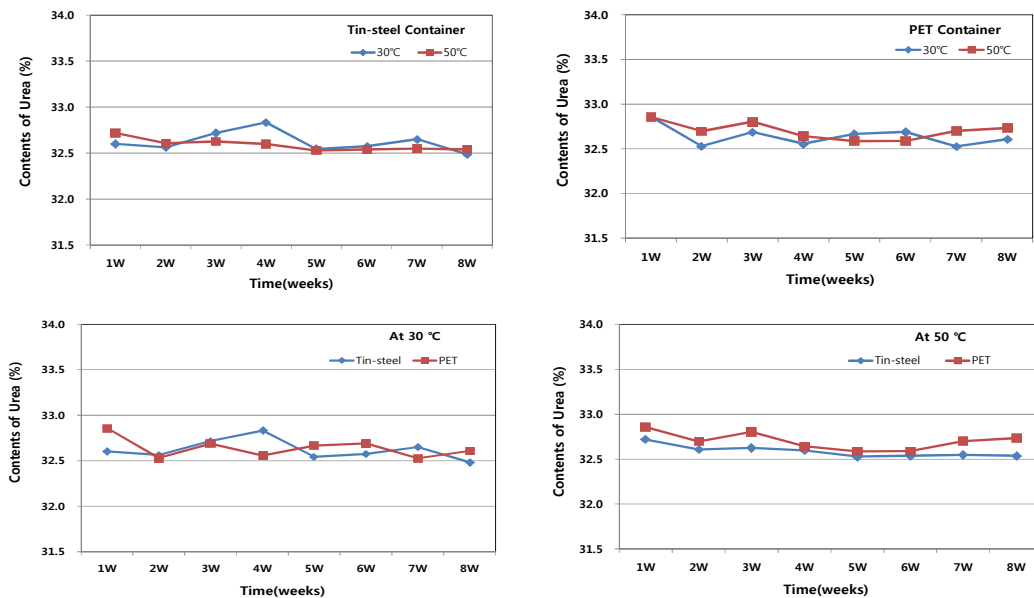 Tin-steel Container
30℃ 50℃
Contents of Urea (%)
34.0
33.5
33.0
32.5
32.0
31.5
1W 2W 3W 4W 5W 6W 7W 8W
Time(weeks)
PET Container
30℃ 50℃
Contents of Urea (%)
34.0
33.5
33.0
32.5
32.0
31.5
1W 2W 3W 4W 5W 6W 7W 8W
Time(weeks)
At 30 ℃
Tin-steel PET
Contents of Urea (%)
34.0
33.5
33.0
32.5
32.0
31.5
1W 2W 3W 4W 5W 6W 7W 8W
Time(weeks)
At 50 ℃
Tin-steel PET
Contents of Urea (%)
34.0
33.5
33.0
32.5
32.0
31.5
1W 2W 3W 4W 5W 6W 7W 8W
Time(weeks)